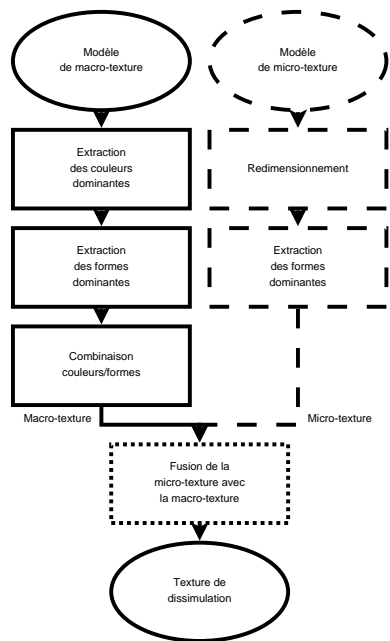 Modèle
de macro-texture
Modèle
de micro-texture
Extraction
des couleurs
dominantes
Redimensionnement
Extraction
des formes
dominantes
Extraction
des formes
dominantes
Combinaison
couleurs/formes
Macro-texture
Micro-texture
Fusion de la
micro-texture avec
la macro-texture
Texture de
dissimulation